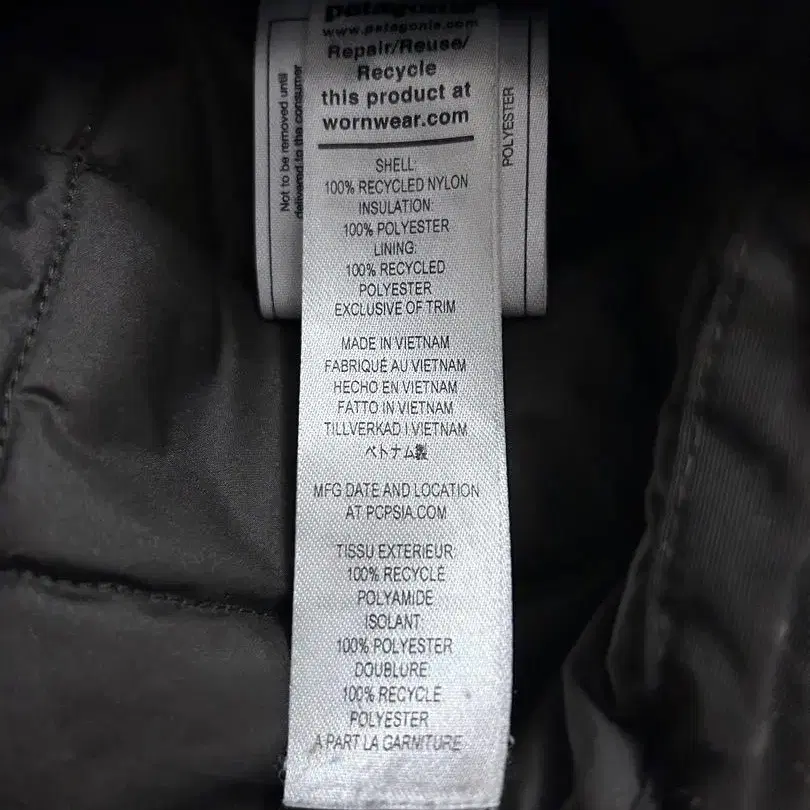 patagonia
www.patagonia.com
Repair/Reuse/
Recycle
this product at
wornwear.com
SHELL:
100% RECYCLED NYLON
INSULATION:
100% POLYESTER
LINING:
100% RECYCLED
POLYESTER
EXCLUSIVE OF TRIM
MADE IN VIETNAM
FABRIQUÉ AU VIETNAM
HECHO EN VIETNAM
FATTO IN VIETNAM
TILLVERKAD I VIETNAM
ベトナム製
MFG DATE AND LOCATION
AT PCPSIA.COM
TISSU EXTERIEUR:
100% RECYCLÉ
POLYAMIDE
ISOLANT:
100% POLYESTER
DOUBLURE:
100% RECYCLÉ
POLYESTER
A PART LA GARNITURE
Not to be removed until
delivered to the consumer
POLYESTER